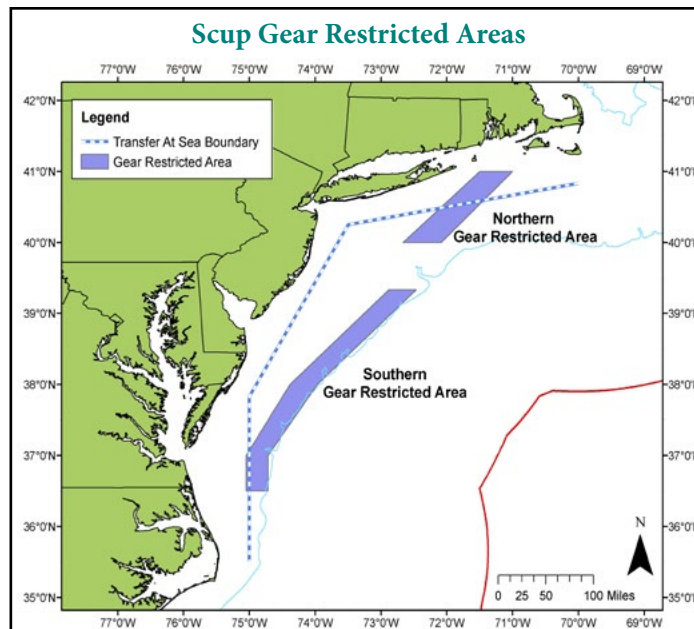 Scup Gear Restricted Areas
77°0'W 76°0'W 75°0'W 74°0'W 73°0'W 72°0'W 71°0'W 70°0'W 69°0'W
42°0'N 42°0'N
Legend
Transfer At Sea Boundary
Gear Restricted Area
41°0'N 41°0'N
Northern
Gear Restricted Area
40°0'N 40°0'N
39°0'N 39°0'N
Southern
Gear Restricted Area
38°0'N 38°0'N
37°0'N 37°0'N
36°0'N 36°0'N
N
0 25 50 100 Miles
35°0'N 35°0'N
77°0'W 76°0'W 75°0'W 74°0'W 73°0'W 72°0'W 71°0'W 70°0'W 69°0'W